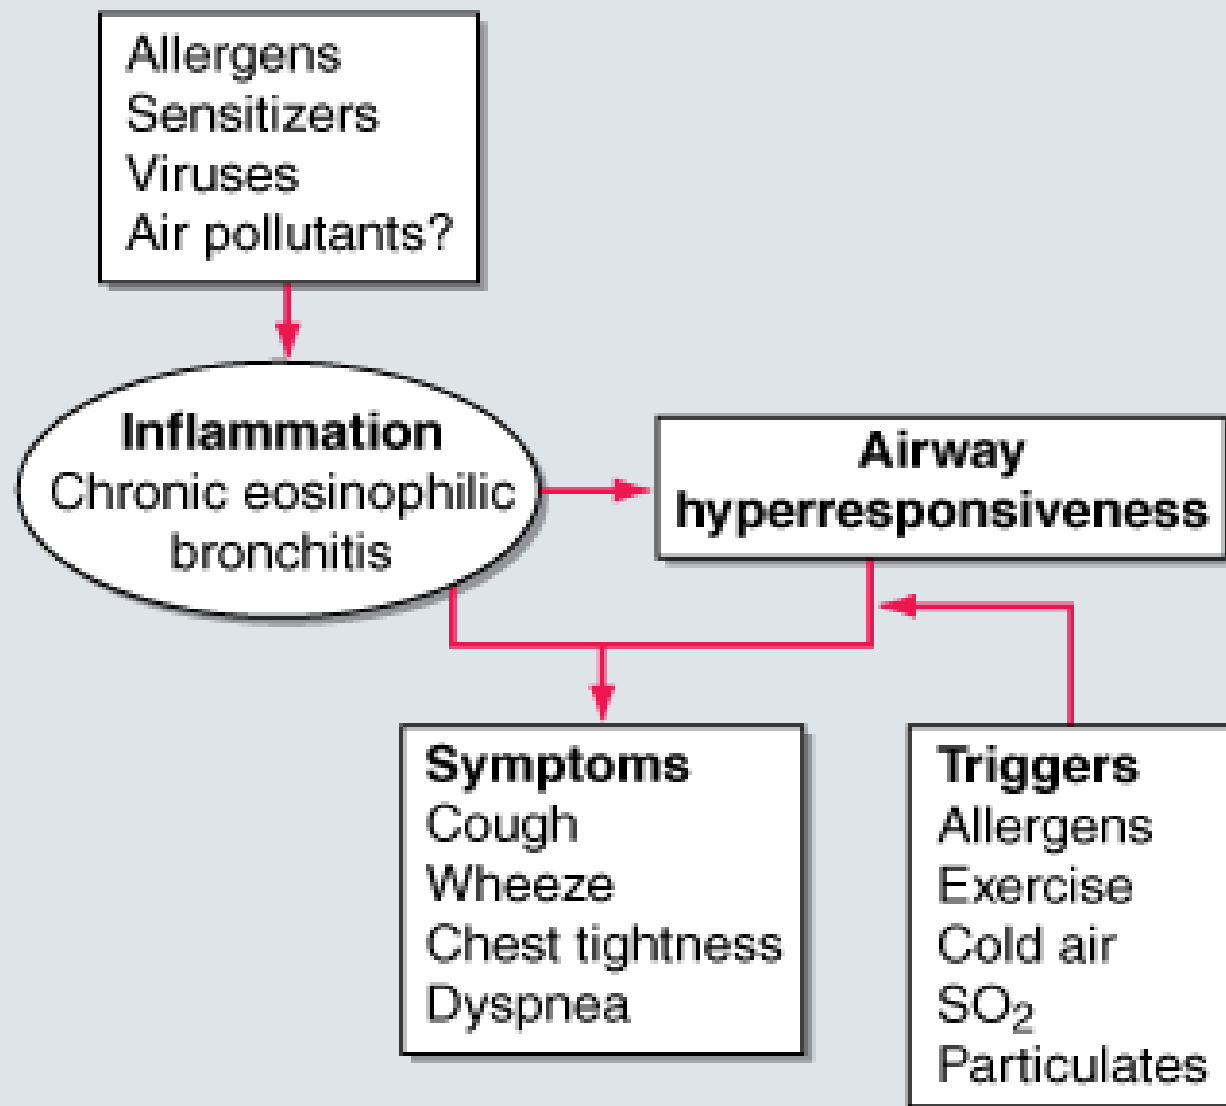 Allergens
Sensitizers
Viruses
Air pollutants?
Inflammation
Chronic eosinophilic
bronchitis
Airway
hyperresponsiveness
Symptoms
Cough
Wheeze
Chest tightness
Dyspnea
Triggers
Allergens
Exercise
Cold air
SO₂
Particulates